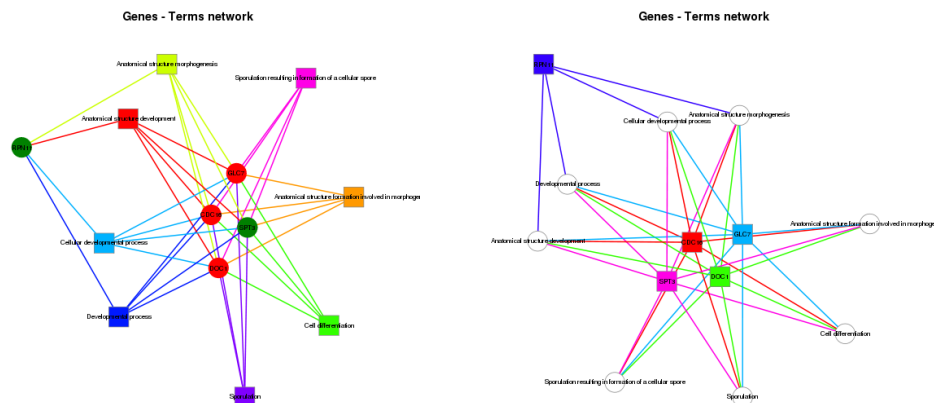 Genes - Terms network
Anatomical structure morphogenesis
Sporulation resulting in formation of a cellular spore
Anatomical structure development
GLC7
Anatomical structure formation involved in morphogen
SPT3
DOC1
Cellular developmental process
Developmental process
Cell differentiation
Sporulation
Genes - Terms network
Anatomical structure morphogenesis
Cellular developmental process
Developmental process
Anatomical structure formation involved in morphoge
GLC7
Anatomical structure development
SPT3
DOC1
Cell differentiation
Sporulation resulting in formation of a cellular spore
Sporulation